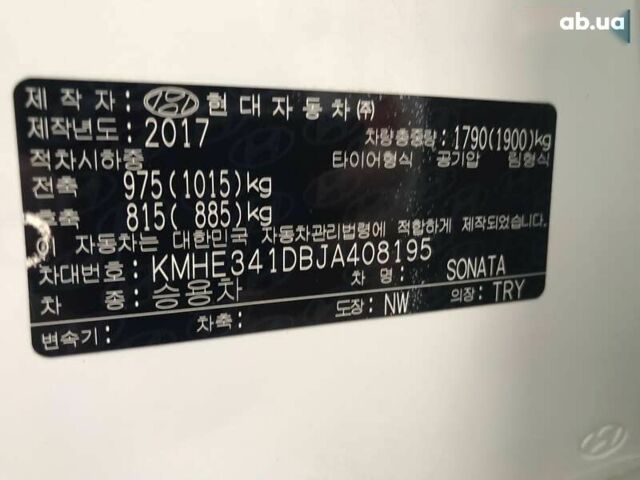 ab.ua
제 작 자 : 현대자동차㈜
제작년도 : 2017 차량총중량 : 1790(1900)kg
적차시하중 타이어형식 공기압 림형식
전축 975(1015)kg
후축 815( 885)kg
이 자동차는 대한민국 자동차관리법령에 적합하게 제작되었습니다.
차대번호 : KMHE341DBJA408195
차 종 : 승용차 차 명 : SONATA
변속기 : 차축 : 도장 : NW 의장 : TRY